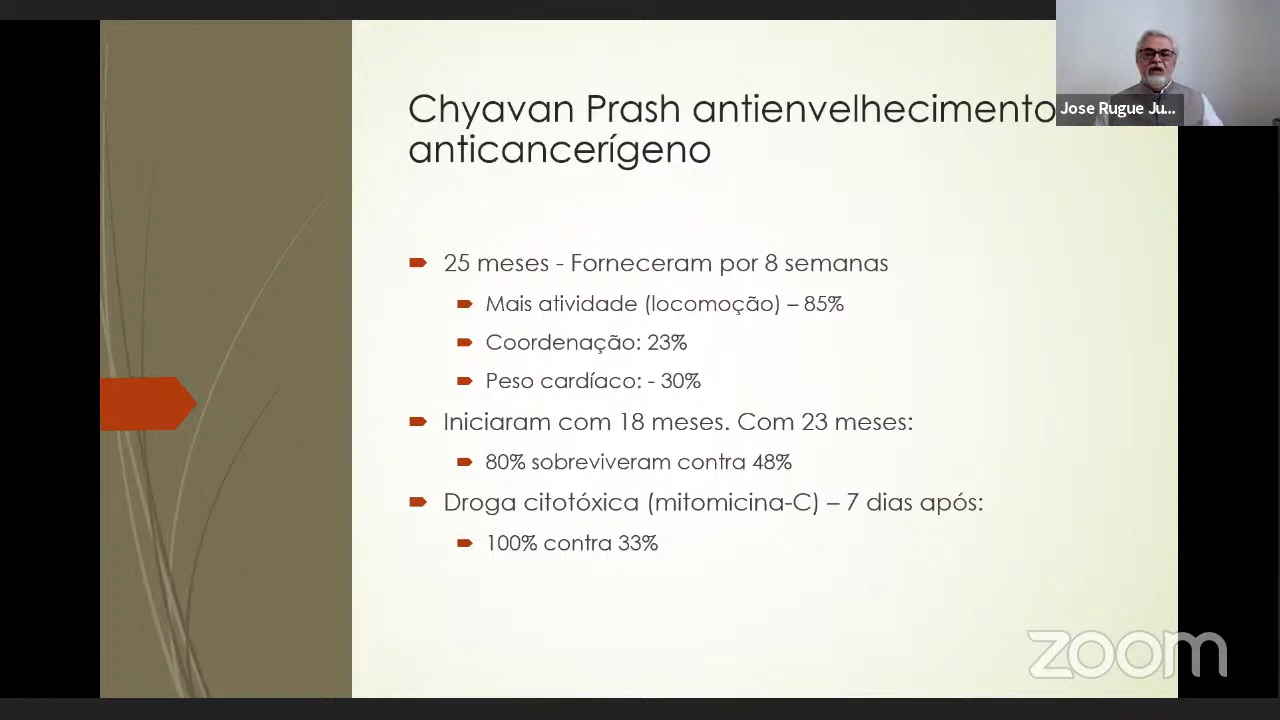 Chyavan Prash antienvelhecimento
anticancerígeno
Jose Rugue Ju...
25 meses - Forneceram por 8 semanas
Mais atividade (locomoção) – 85%
Coordenação: 23%
Peso cardíaco: - 30%
Iniciaram com 18 meses. Com 23 meses:
80% sobreviveram contra 48%
Droga citotóxica (mitomicina-C) – 7 dias após:
100% contra 33%
zoom